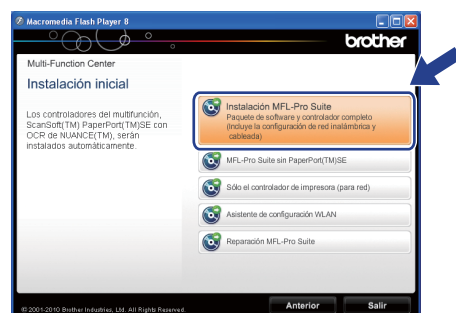 Macromedia Flash Player 8
brother
Multi-Function Center
Instalación inicial
Los controladores del multifunción,
ScanSoft(TM) PaperPort(TM)SE con
OCR de NUANCE(TM), serán
instalados automáticamente.
Instalación MFL-Pro Suite
Paquete de software y controlador completo
(Incluye la configuración de red inalámbrica y
cableada)
MFL-Pro Suite sin PaperPort(TM)SE
Sólo el controlador de impresora (para red)
Asistente de configuración WLAN
Reparación MFL-Pro Suite
© 2001-2010 Brother Industries, Ltd. All Rights Reserved.
Anterior
Salir